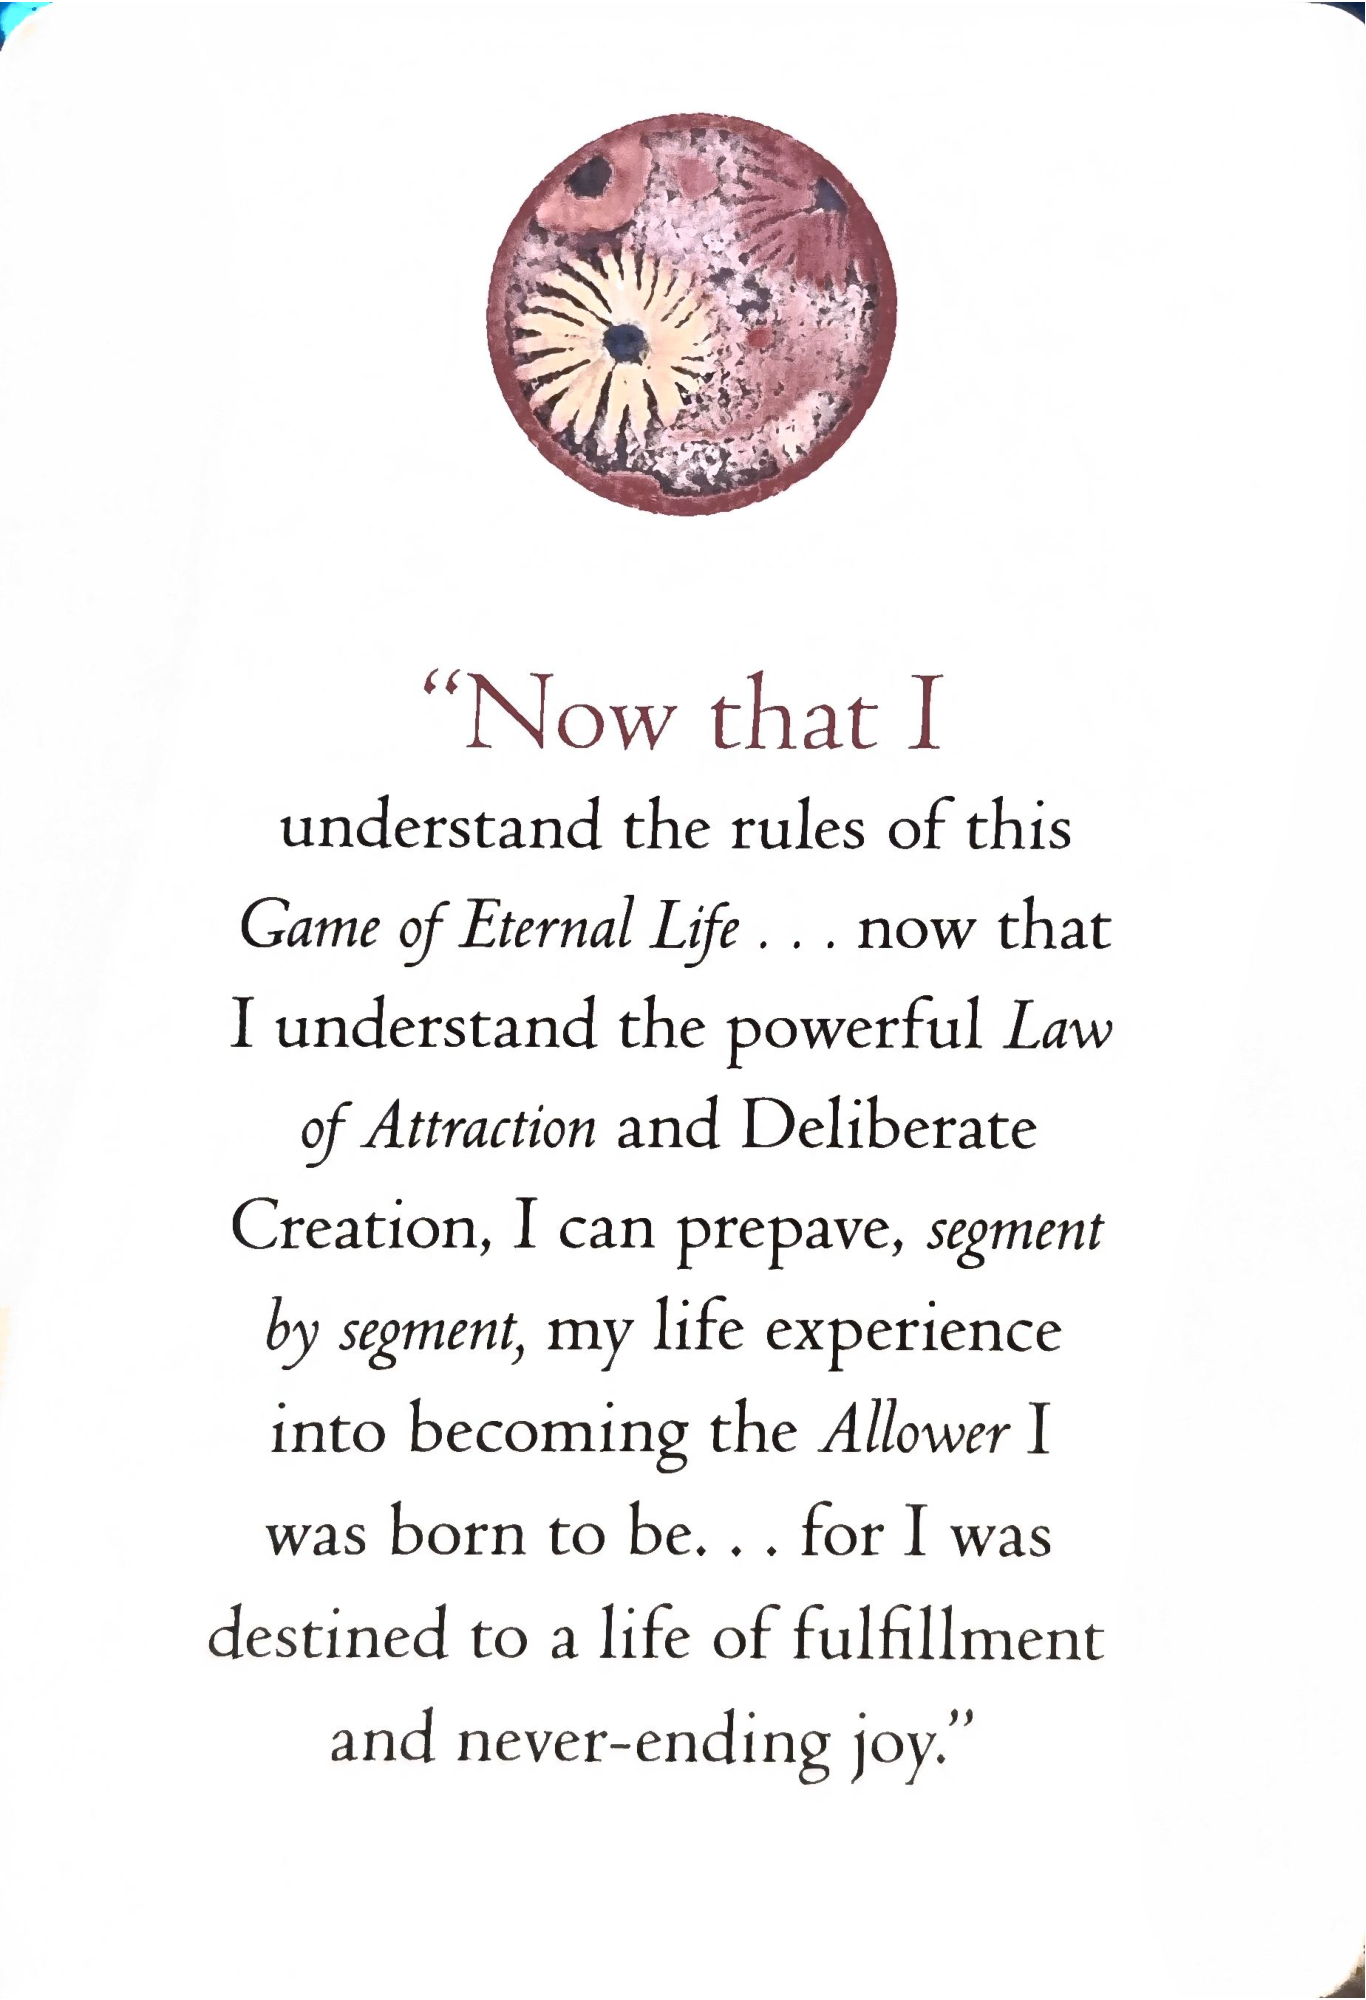 “Now that I
understand the rules of this
Game of Eternal Life . . . now that
I understand the powerful Law
of Attraction and Deliberate
Creation, I can prepave, segment
by segment, my life experience
into becoming the Allower I
was born to be. . . for I was
destined to a life of fulfillment
and never-ending joy.”